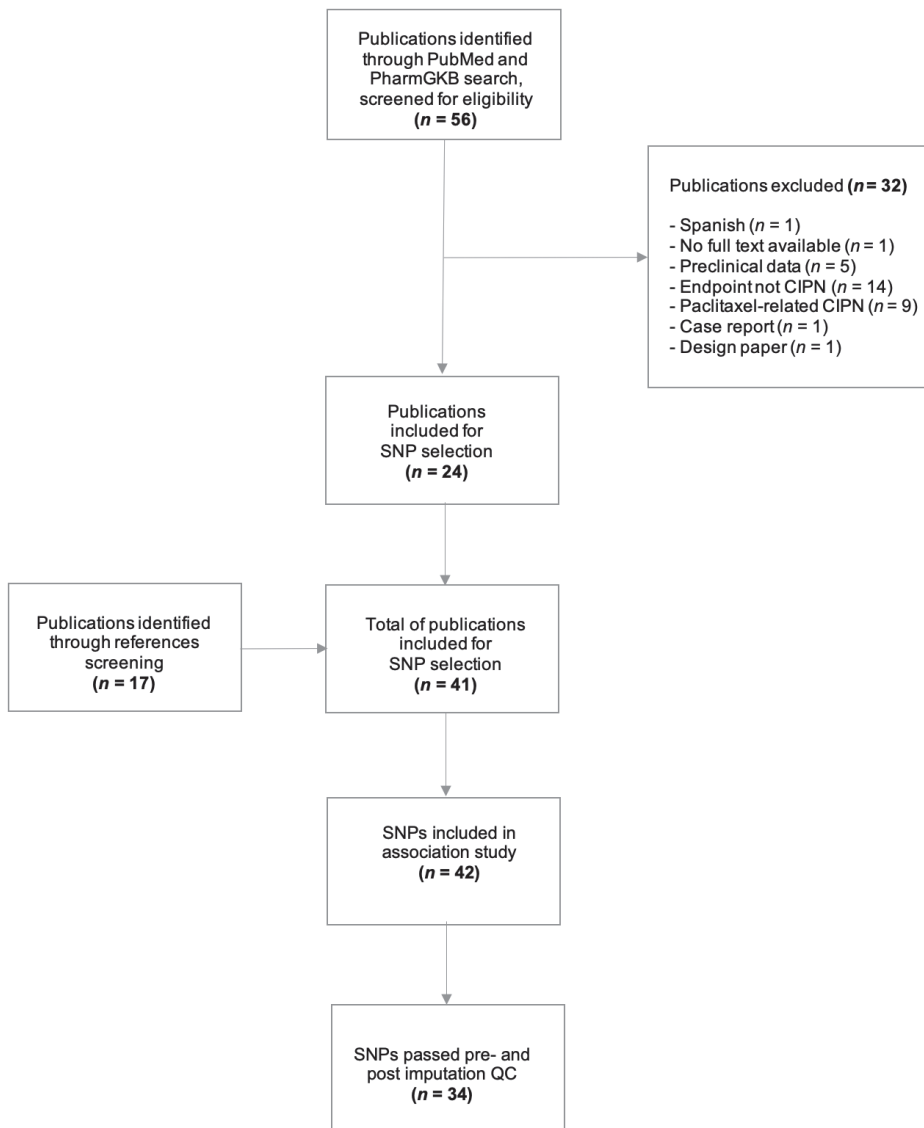 Publications identified
through PubMed and
PharmGKB search,
screened for eligibility
(n = 56)
Publications excluded (n = 32)
- Spanish (n = 1)
- No full text available (n = 1)
- Preclinical data (n = 5)
- Endpoint not CIPN (n = 14)
- Paclitaxel-related CIPN (n = 9)
- Case report (n = 1)
- Design paper (n = 1)
Publications
included for
SNP selection
(n = 24)
Publications identified
through references
screening
(n = 17)
Total of publications
included for
SNP selection
(n = 41)
SNPs included in
association study
(n = 42)
SNPs passed pre- and
post imputation QC
(n = 34)